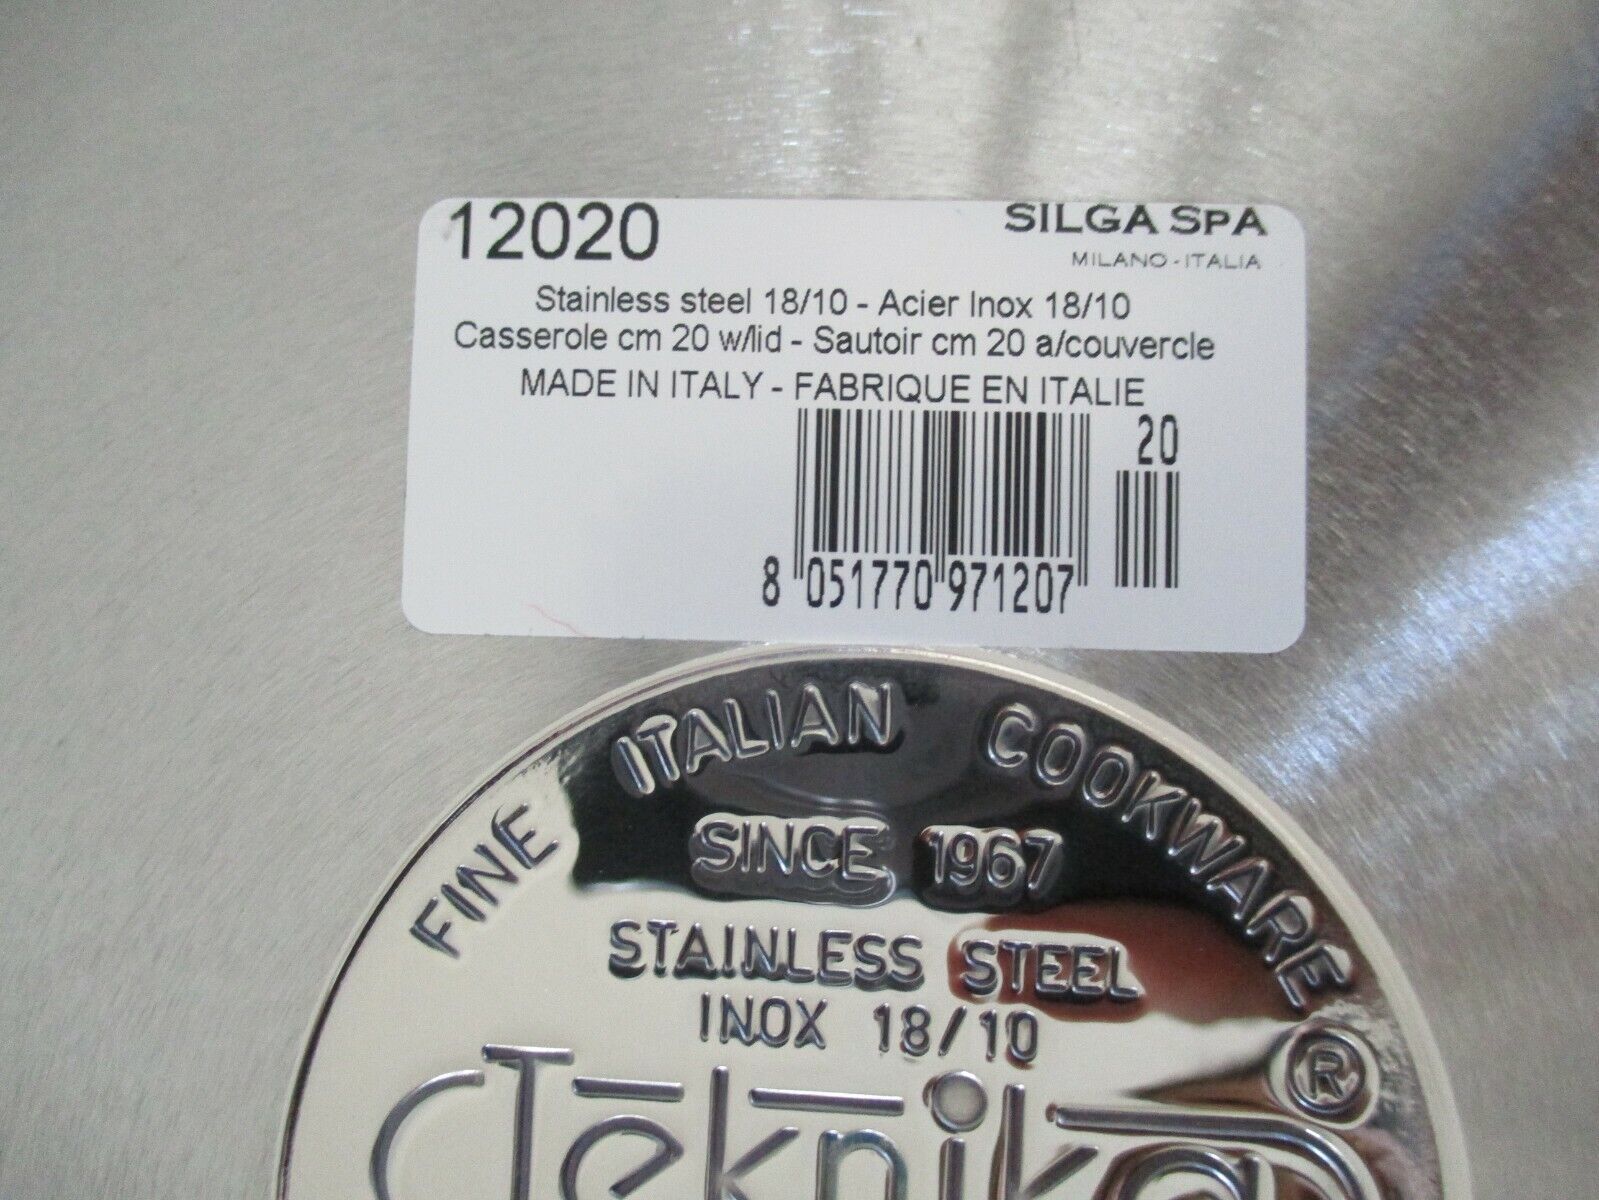 12020
SILGA SPA
MILANO - ITALIA
Stainless steel 18/10 - Acier Inox 18/10
Casserole cm 20 w/lid - Sautoir cm 20 a/couvercle
MADE IN ITALY - FABRIQUE EN ITALIE
20
8 051770 971207
FINE ITALIAN COOKWARE
SINCE 1967
STAINLESS STEEL
INOX 18/10
Teknika ®